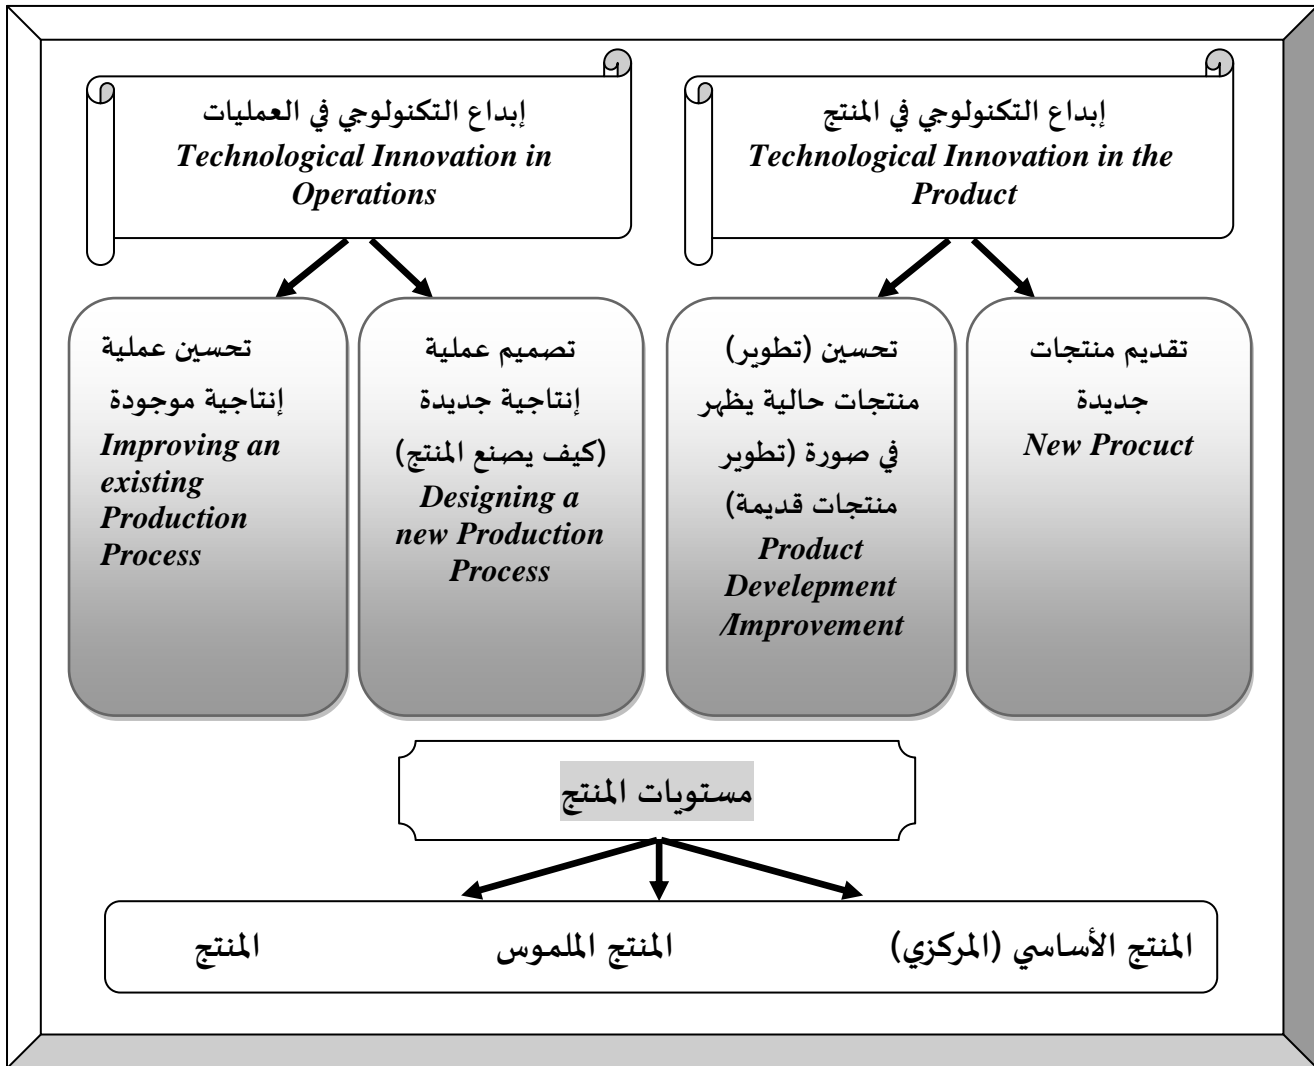 إبداع التكنولوجي في المنتج
Technological Innovation in the
Product
إبداع التكنولوجي في العمليات
Technological Innovation in
Operations
تقديم منتجات
جديدة
New Procuct
تحسين (تطوير)
منتجات حالية يظهر
في صورة (تطوير
منتجات قديمة)
Product
Develepment
/Improvement
تصميم عملية
إنتاجية جديدة
(كيف يصنع المنتج)
Designing a
new Production
Process
تحسين عملية
إنتاجية موجودة
Improving an
existing
Production
Process
مستويات المنتج
المنتج الأساسي (المركزي)
المنتج الملموس
المنتج